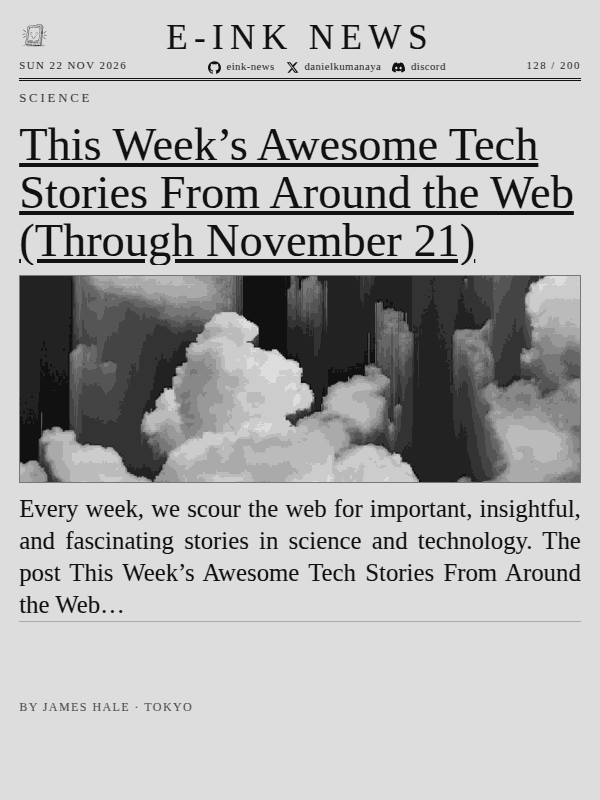 E-INK NEWS
SUN 22 NOV 2026
eink-news
danielkumanaya
discord
128 / 200
SCIENCE
This Week’s Awesome Tech
Stories From Around the Web
(Through November 21)
Every week, we scour the web for important, insightful,
and fascinating stories in science and technology. The
post This Week’s Awesome Tech Stories From Around
the Web…
BY JAMES HALE · TOKYO